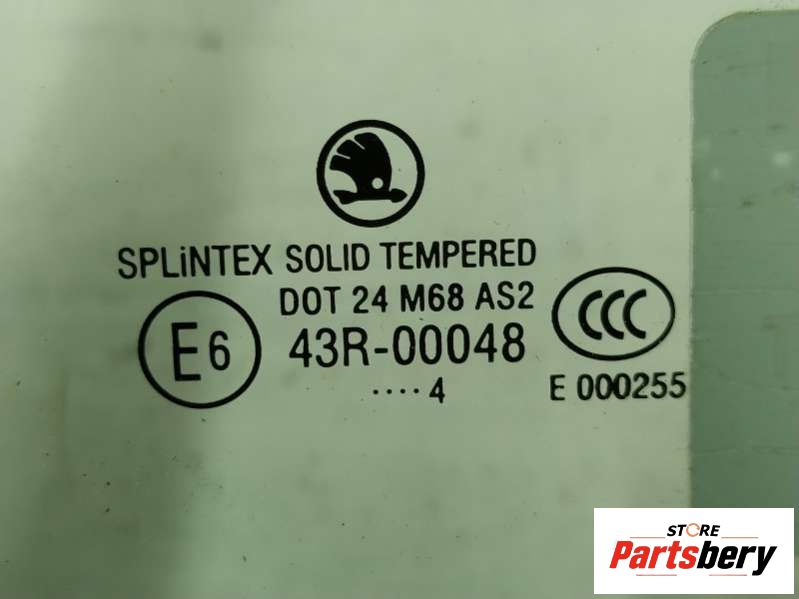 SPLiNTEX SOLID TEMPERED
DOT 24 M68 AS2
E6 43R-00048 CCC
....4 E 000255
STORE
Partsbery